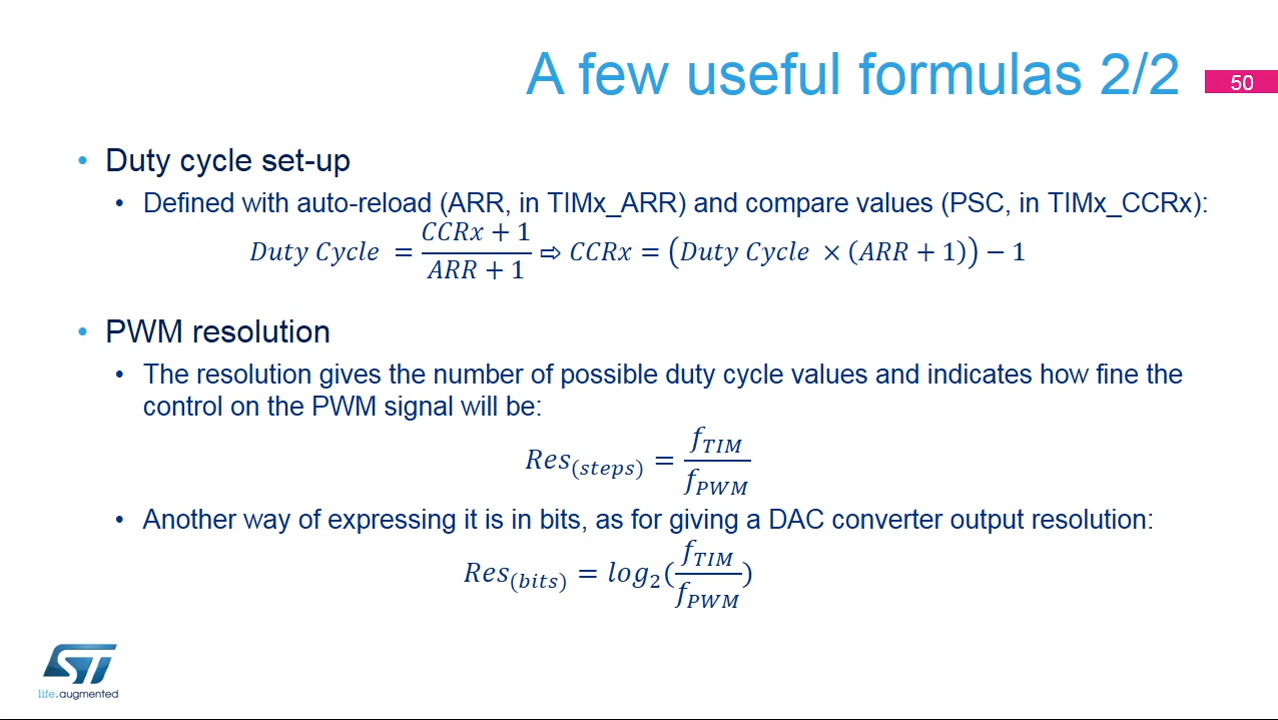 A few useful formulas 2/2
50
• Duty cycle set-up
• Defined with auto-reload (ARR, in TIMx_ARR) and compare values (PSC, in TIMx_CCRx):
Duty Cycle = (CCRx + 1)/(ARR + 1) ⇨ CCRx = (Duty Cycle × (ARR + 1)) − 1
• PWM resolution
• The resolution gives the number of possible duty cycle values and indicates how fine the
control on the PWM signal will be:
Res(steps) = f_TIM/f_PWM
• Another way of expressing it is in bits, as for giving a DAC converter output resolution:
Res(bits) = log₂(f_TIM/f_PWM)
ST
life.augmented